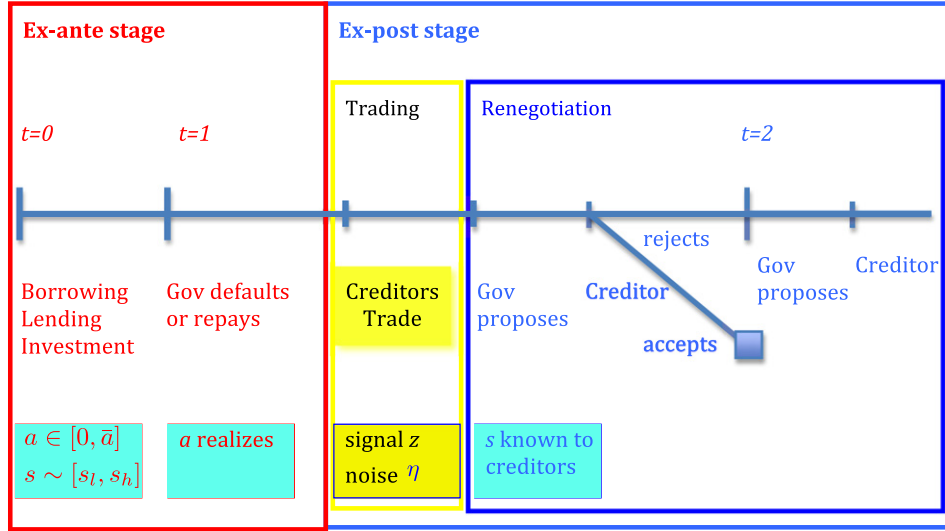 Ex-ante stage
Ex-post stage
Trading
Renegotiation
t=0
t=1
t=2
rejects
Borrowing
Lending
Investment
Gov defaults
or repays
Creditors
Trade
Gov
proposes
Creditor
accepts
Gov
proposes
Creditor
a ∈ [0, ā]
s ∼ [s_l, s_h]
a realizes
signal z
noise η
s known to
creditors